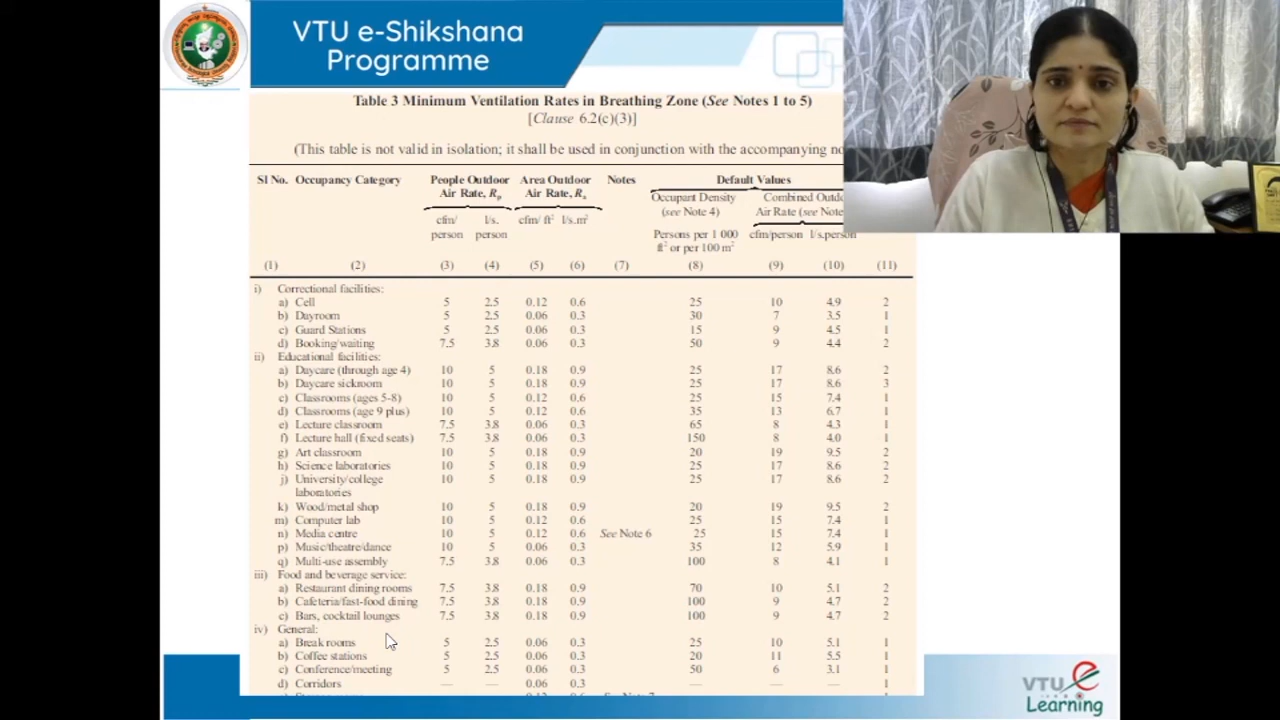 VTU e-Shikshana
Programme
Table 3 Minimum Ventilation Rates in Breathing Zone (See Notes 1 to 5)
[Clause 6.2(c)(3)]
(This table is not valid in isolation; it shall be used in conjunction with the accompanying
Sl No. Occupancy Category People Outdoor Area Outdoor Notes Default Values
Air Rate, Rp Air Rate, Ra
Occupant Density Combined
(see Note 4) Air Rate (see Note
cfm/ l/s. cfm/ ft² l/s.m²
person person
Persons per 1 000 cfm/person l/s.person
ft² or per 100 m²
(1) (2) (3) (4) (5) (6) (7) (8) (9) (10) (11)
i) Correctional facilities:
a) Cell 5 2.5 0.12 0.6 25 10 4.9 2
b) Dayroom 5 2.5 0.06 0.3 30 7 3.5 1
c) Guard Stations 5 2.5 0.06 0.3 15 9 4.5 1
d) Booking/waiting 7.5 3.8 0.06 0.3 50 9 4.4 2
ii) Educational facilities:
a) Daycare (through age 4) 10 5 0.18 0.9 25 17 8.6 2
b) Daycare sickroom 10 5 0.18 0.9 25 17 8.6 3
c) Classrooms (ages 5-8) 10 5 0.12 0.6 25 15 7.4 1
d) Classrooms (age 9 plus) 10 5 0.12 0.6 35 13 6.7 1
e) Lecture classroom 7.5 3.8 0.06 0.3 65 8 4.3 1
f) Lecture hall (fixed seats) 7.5 3.8 0.06 0.3 150 8 4.0 1
g) Art classroom 10 5 0.18 0.9 20 19 9.5 2
h) Science laboratories 10 5 0.18 0.9 25 17 8.6 2
j) University/college 10 5 0.18 0.9 25 17 8.6 2
laboratories
k) Wood/metal shop 10 5 0.18 0.9 20 19 9.5 2
m) Computer lab 10 5 0.12 0.6 25 15 7.4 1
n) Media centre 10 5 0.12 0.6 See Note 6 25 15 7.4 1
p) Music/theatre/dance 10 5 0.06 0.3 35 12 5.9 1
q) Multi-use assembly 7.5 3.8 0.06 0.3 100 8 4.1 1
iii) Food and beverage service:
a) Restaurant dining rooms 7.5 3.8 0.18 0.9 70 10 5.1 2
b) Cafeteria/fast-food dining 7.5 3.8 0.18 0.9 100 9 4.7 2
c) Bars, cocktail lounges 7.5 3.8 0.18 0.9 100 9 4.7 2
iv) General:
a) Break rooms 5 2.5 0.06 0.3 25 10 5.1 1
b) Coffee stations 5 2.5 0.06 0.3 20 11 5.5 1
c) Conference/meeting 5 2.5 0.06 0.3 50 6 3.1 1
d) Corridors — — 0.06 0.3 — — — 1
VTU e
Learning